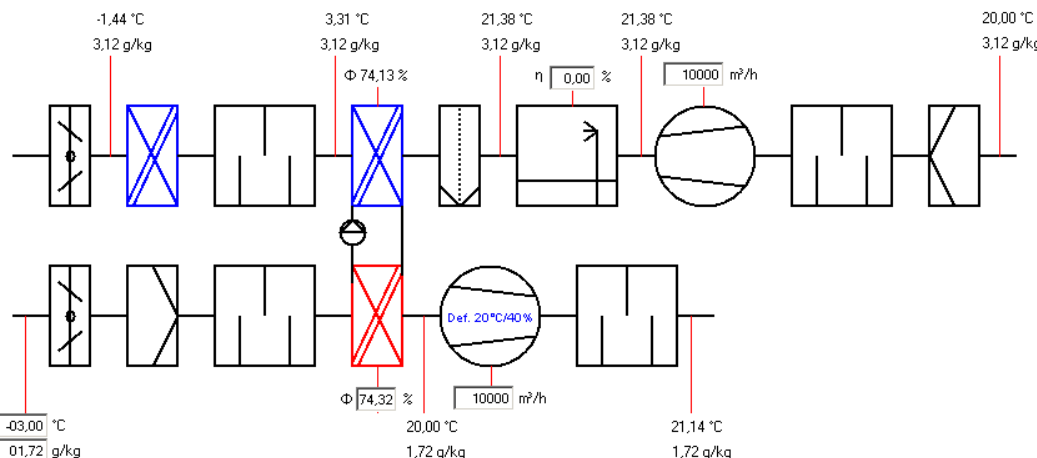 -1,44 °C 3,31 °C 21,38 °C 21,38 °C 20,00 °C
3,12 g/kg 3,12 g/kg 3,12 g/kg 3,12 g/kg 3,12 g/kg
Φ 74,13 % η 0,00 % 10000 m³/h
Def. 20°C/40%
Φ 74,32 % 10000 m³/h
-03,00 °C 20,00 °C 21,14 °C
01,72 g/kg 1,72 g/kg 1,72 g/kg